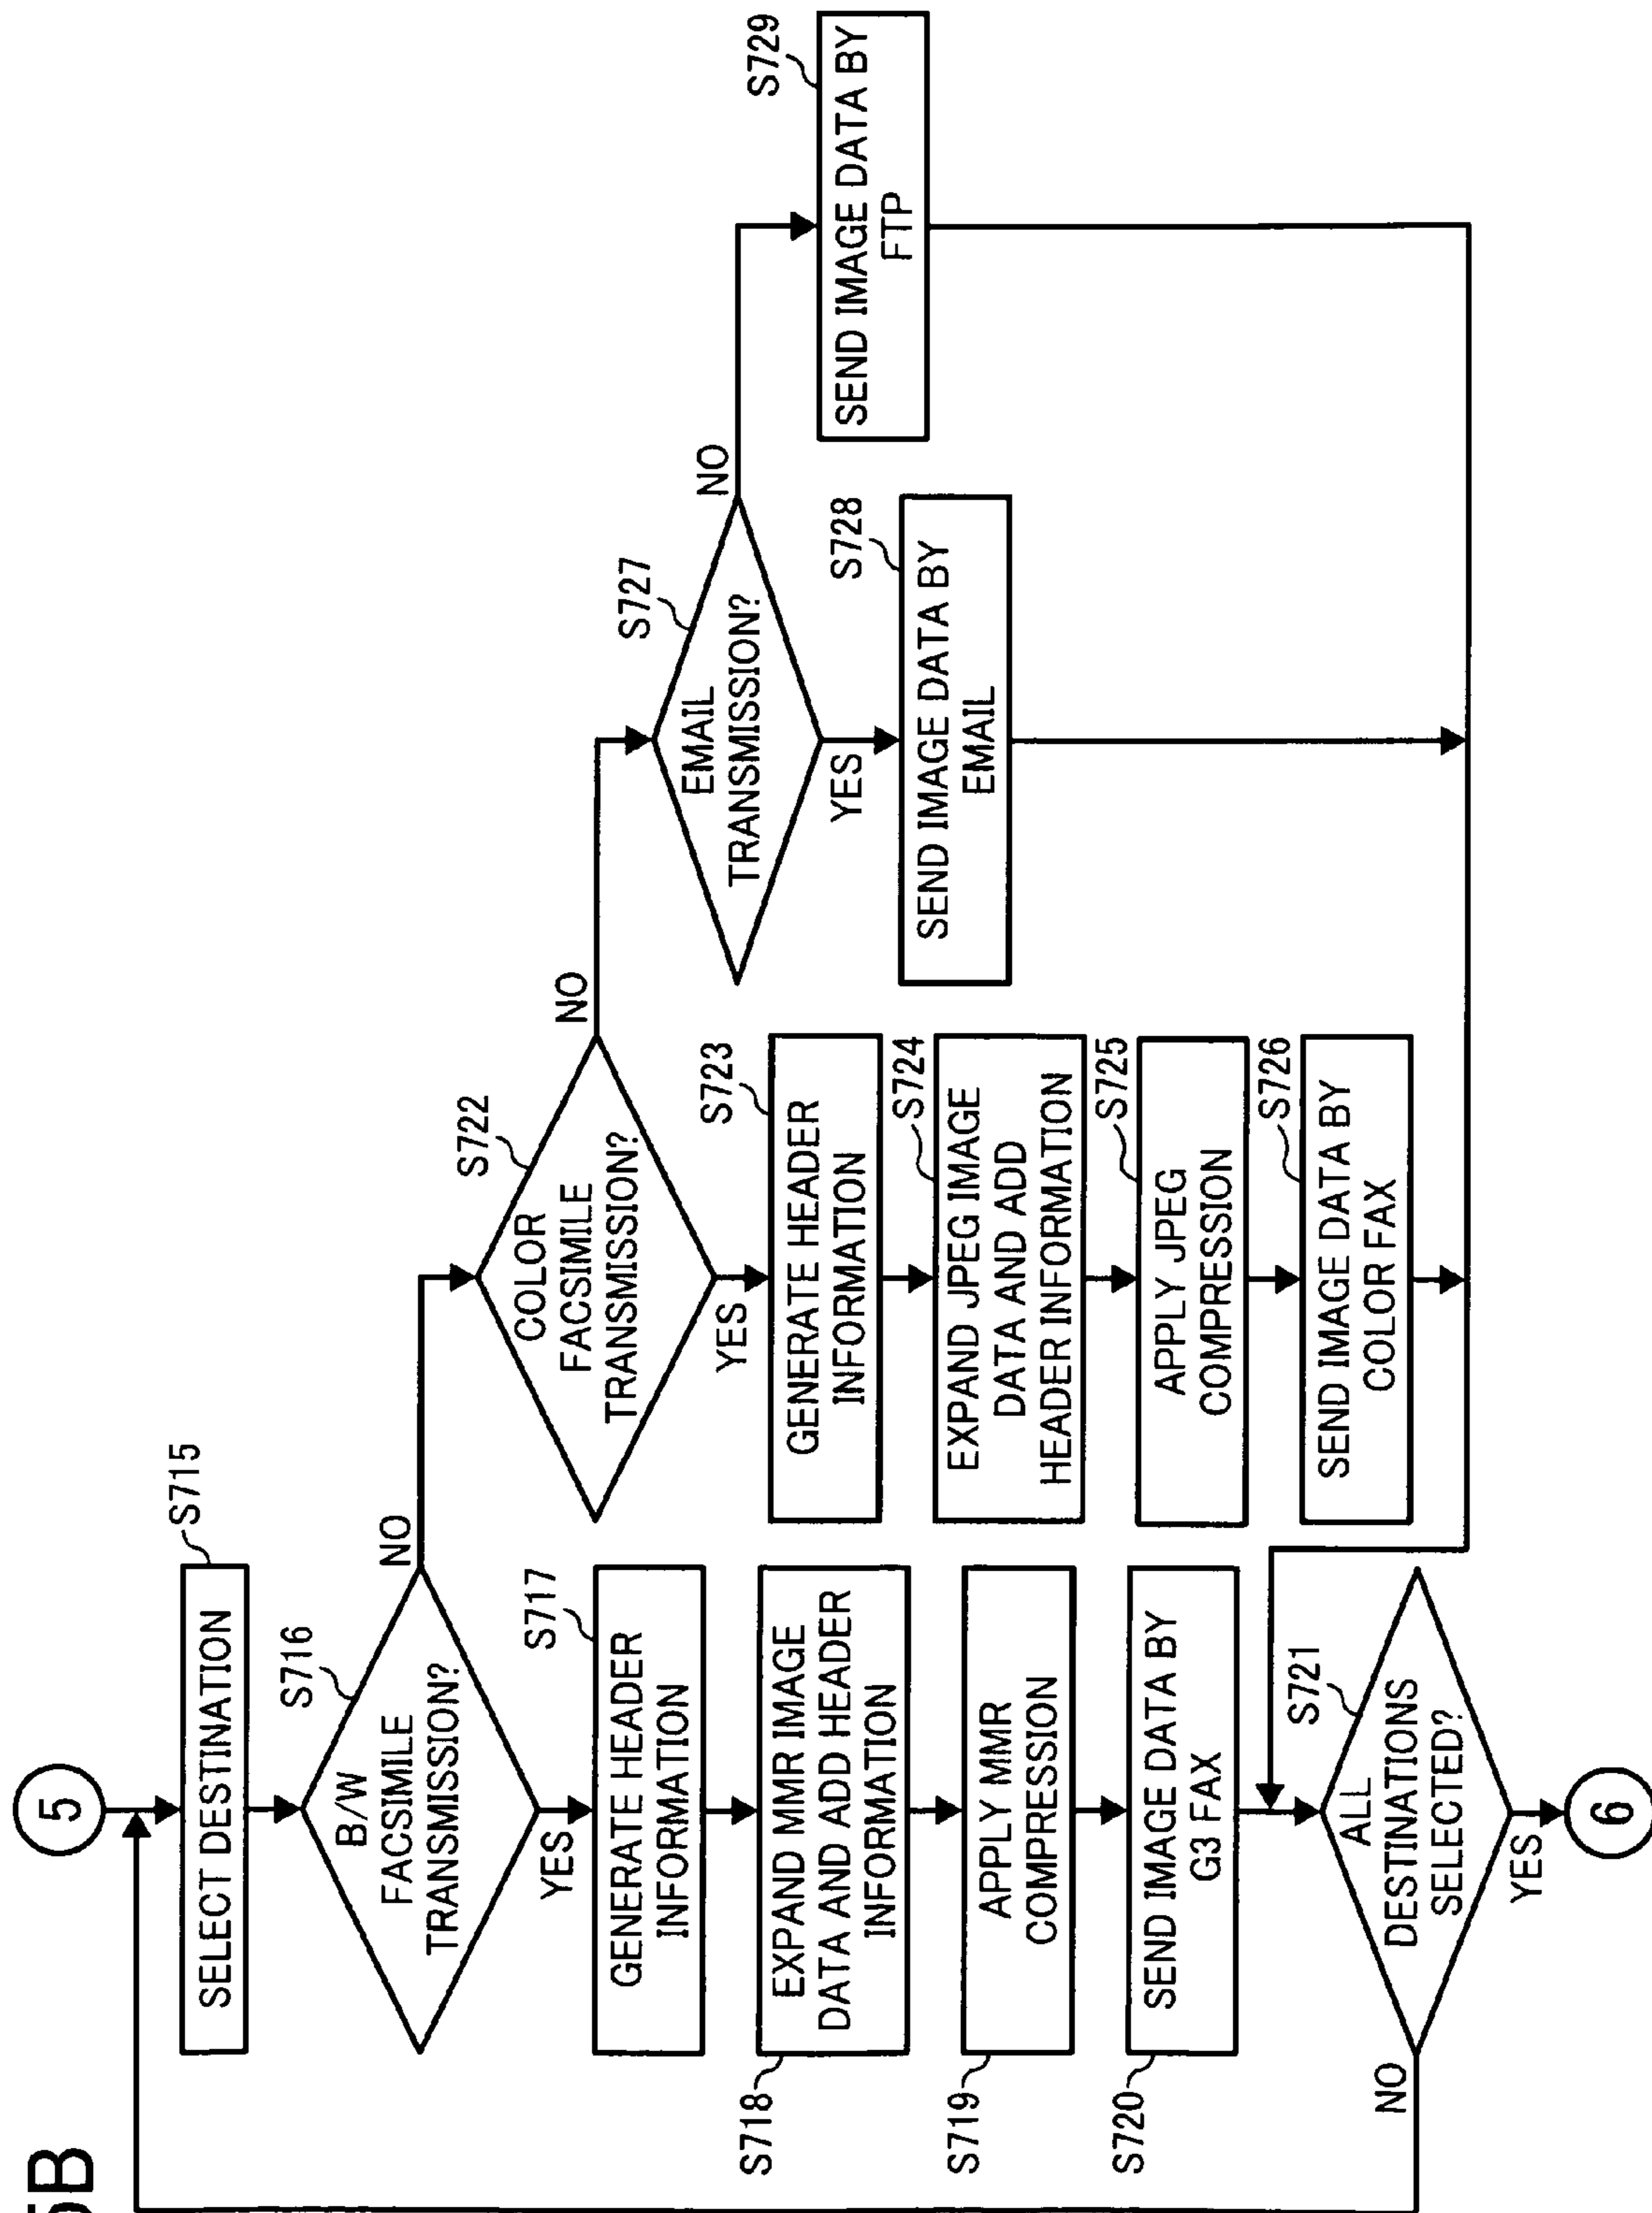 5B
5
SELECT DESTINATION
S715
B/W
FACSIMILE
TRANSMISSION?
S716
NO
YES
GENERATE HEADER
INFORMATION
S717
EXPAND MMR IMAGE
DATA AND ADD HEADER
INFORMATION
S718
APPLY MMR
COMPRESSION
S719
SEND IMAGE DATA BY
G3 FAX
S720
ALL
DESTINATIONS
SELECTED?
S721
NO
YES
6
COLOR
FACSIMILE
TRANSMISSION?
S722
NO
YES
GENERATE HEADER
INFORMATION
S723
EXPAND JPEG IMAGE
DATA AND ADD
HEADER INFORMATION
S724
APPLY JPEG
COMPRESSION
S725
SEND IMAGE DATA BY
COLOR FAX
S726
EMAIL
TRANSMISSION?
S727
NO
YES
SEND IMAGE DATA BY
EMAIL
S728
SEND IMAGE DATA BY
FTP
S729